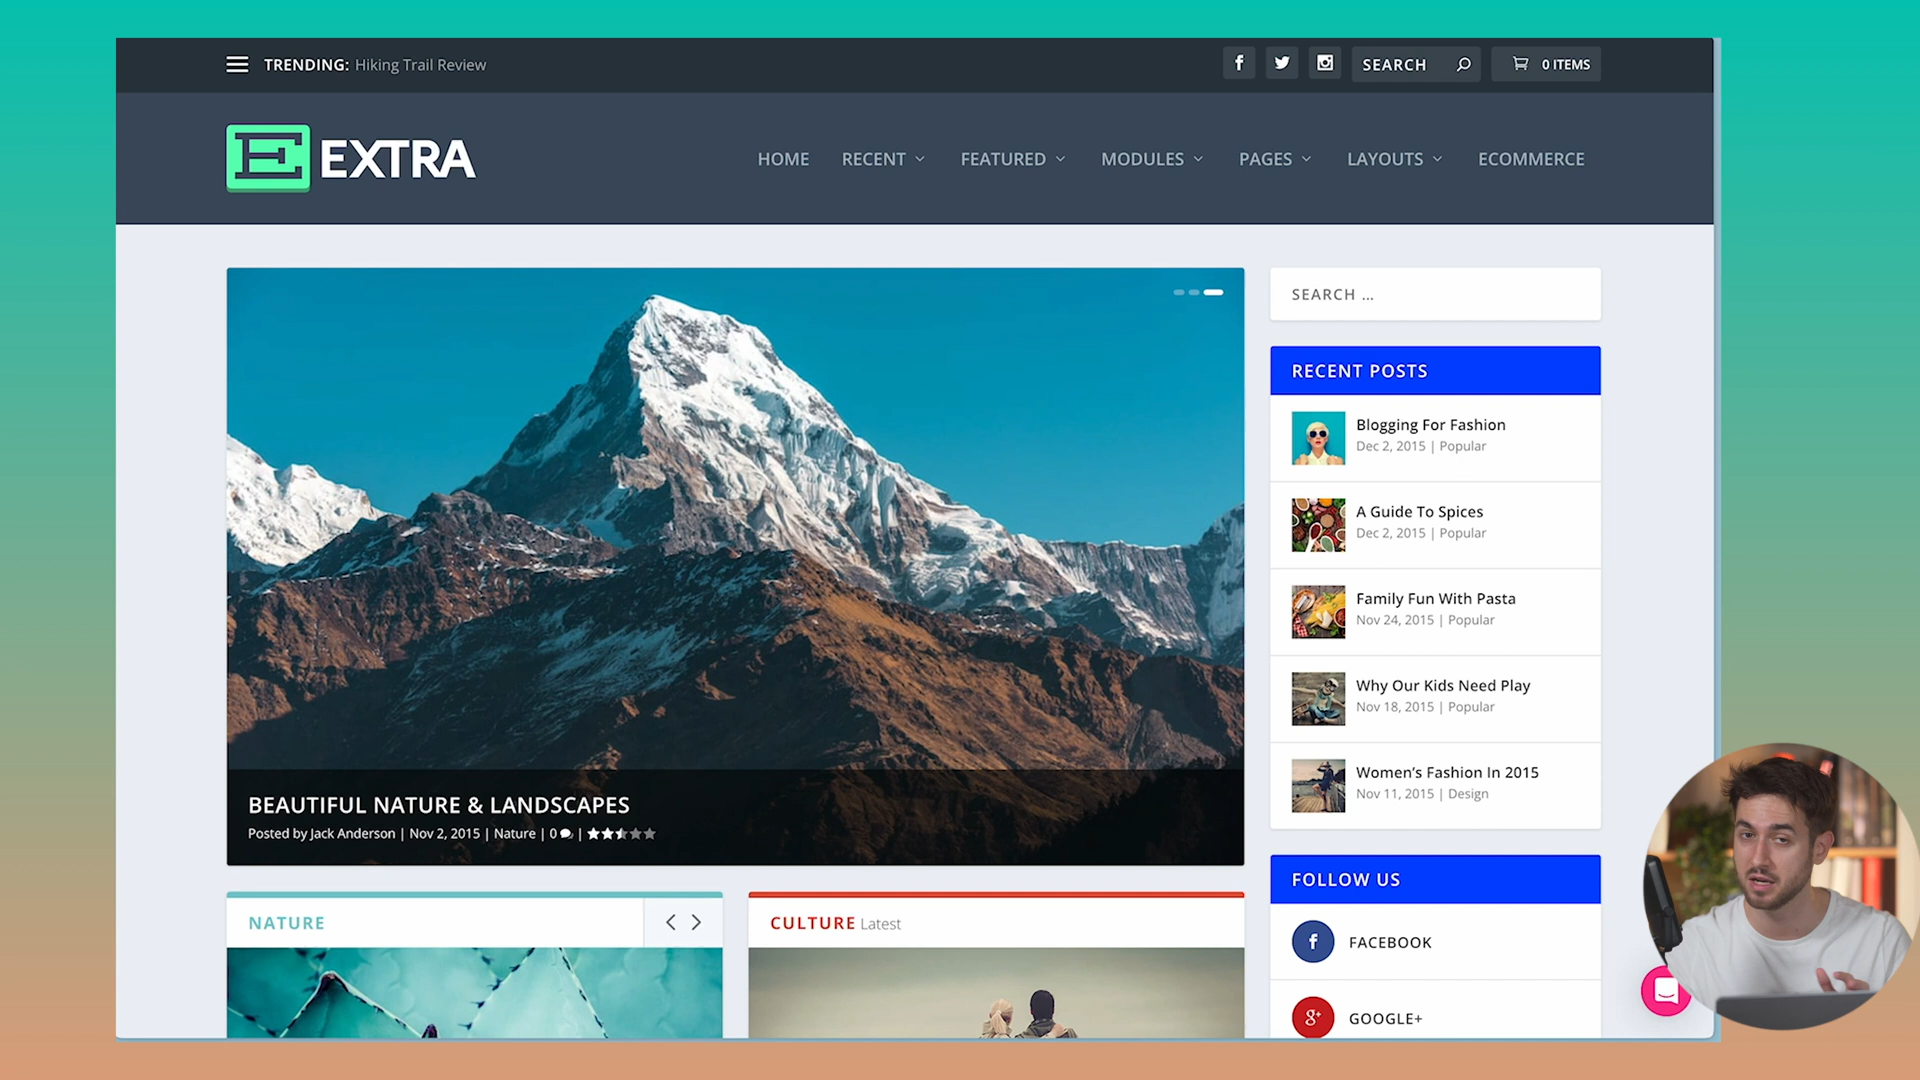 TRENDING: Hiking Trail Review
SEARCH
0 ITEMS
E EXTRA
HOME
RECENT
FEATURED
MODULES
PAGES
LAYOUTS
ECOMMERCE
SEARCH …
RECENT POSTS
Blogging For Fashion
Dec 2, 2015 | Popular
A Guide To Spices
Dec 2, 2015 | Popular
Family Fun With Pasta
Nov 24, 2015 | Popular
Why Our Kids Need Play
Nov 18, 2015 | Popular
Women’s Fashion In 2015
Nov 11, 2015 | Design
BEAUTIFUL NATURE & LANDSCAPES
Posted by Jack Anderson | Nov 2, 2015 | Nature | 0 |
NATURE
CULTURE Latest
FOLLOW US
f FACEBOOK
g+ GOOGLE+